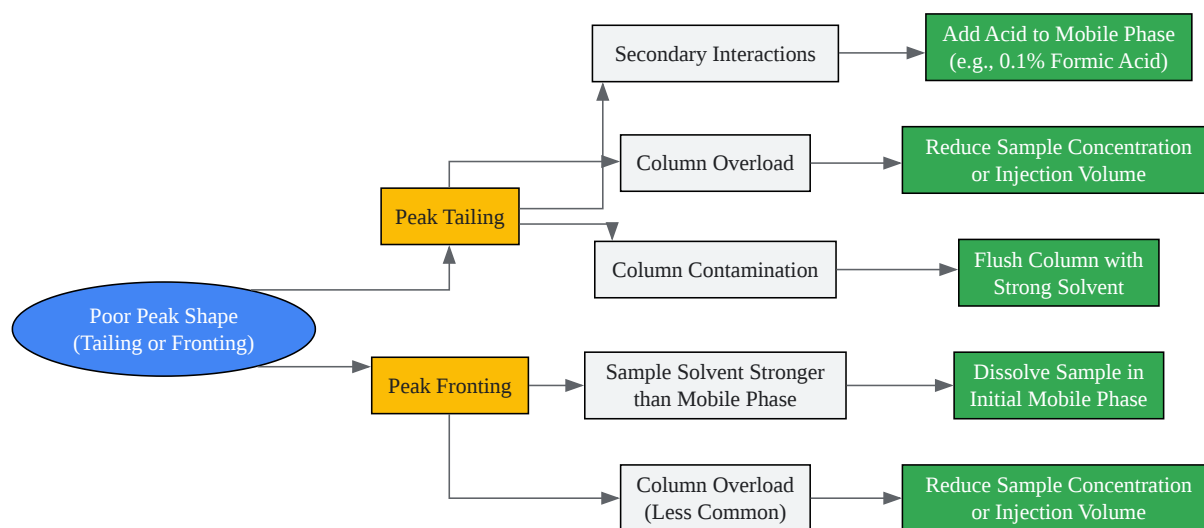 Poor Peak Shape
(Tailing or Fronting)
Peak Tailing
Peak Fronting
Secondary Interactions
Add Acid to Mobile Phase
(e.g., 0.1% Formic Acid)
Column Overload
Reduce Sample Concentration
or Injection Volume
Column Contamination
Flush Column with
Strong Solvent
Sample Solvent Stronger
than Mobile Phase
Dissolve Sample in
Initial Mobile Phase
Column Overload
(Less Common)
Reduce Sample Concentration
or Injection Volume